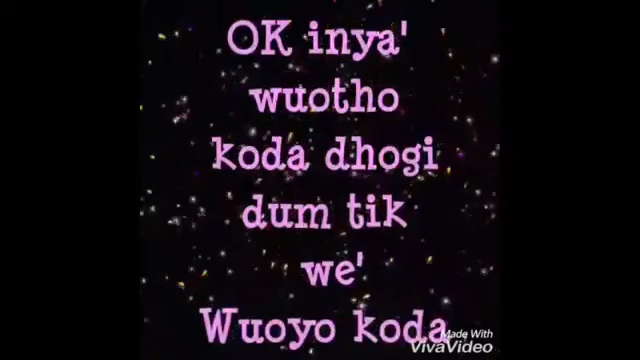 OK inya'
wuotho
koda dhogi
dum tik
we'
Wuoyo koda
Made With
VivaVideo